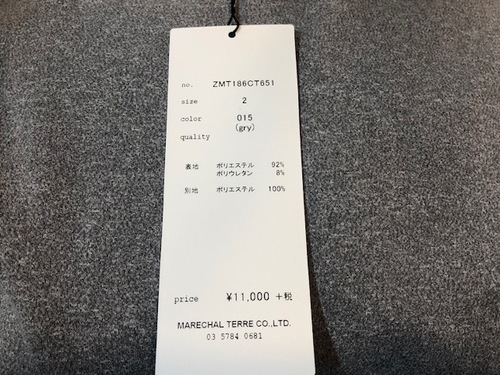 no. ZMT186CT651
size 2
color 015
(gry)
quality
表地 ポリエステル 92%
ポリウレタン 8%
別地 ポリエステル 100%
price ¥11,000 +税
MARECHAL TERRE CO.,LTD.
03 5784 0681